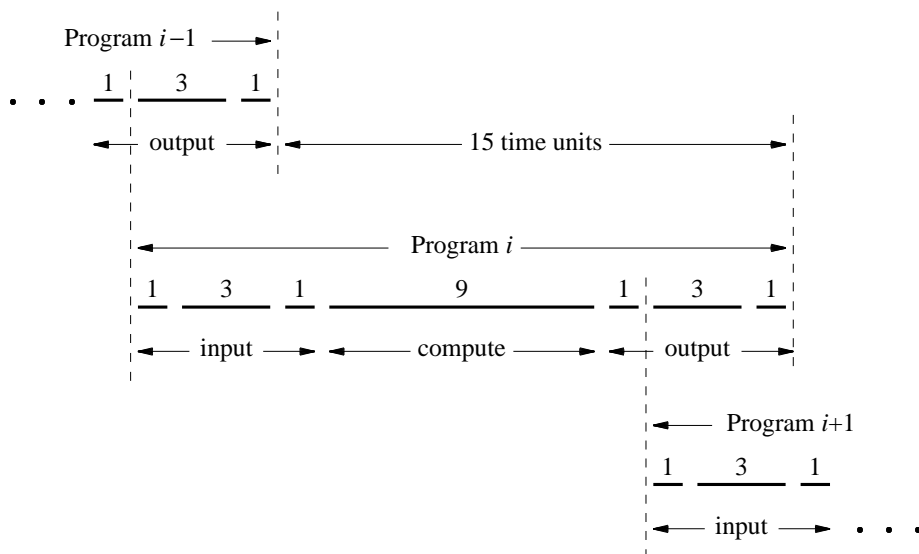 Program i−1
1 3 1
. . .
output
15 time units
Program i
1 3 1 9 1 3 1
input compute output
Program i+1
1 3 1
input
. . .